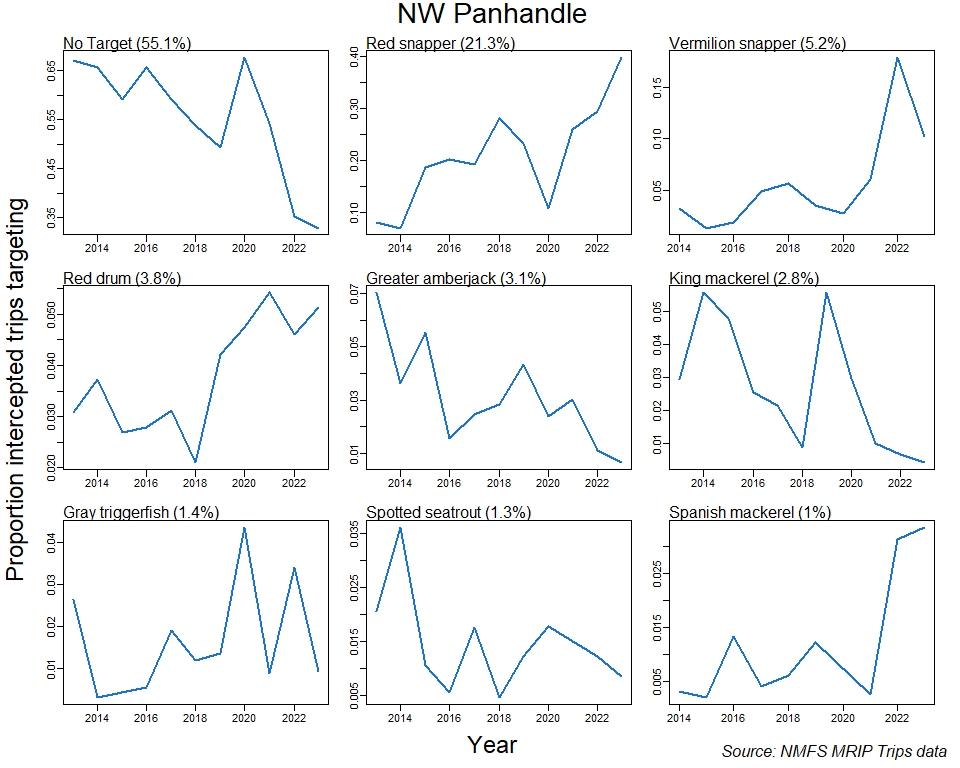 NW Panhandle
Proportion intercepted trips targeting
No Target (55.1%)
0.65
0.55
0.45
0.35
2014 2016 2018 2020 2022
Red snapper (21.3%)
0.40
0.30
0.20
0.10
2014 2016 2018 2020 2022
Vermilion snapper (5.2%)
0.15
0.10
0.05
2014 2016 2018 2020 2022
Red drum (3.8%)
0.050
0.040
0.030
0.020
2014 2016 2018 2020 2022
Greater amberjack (3.1%)
0.07
0.05
0.03
0.01
2014 2016 2018 2020 2022
King mackerel (2.8%)
0.05
0.04
0.03
0.02
0.01
2014 2016 2018 2020 2022
Gray triggerfish (1.4%)
0.04
0.03
0.02
0.01
2014 2016 2018 2020 2022
Spotted seatrout (1.3%)
0.035
0.025
0.015
0.005
2014 2016 2018 2020 2022
Spanish mackerel (1%)
0.025
0.015
0.005
2014 2016 2018 2020 2022
Year
Source: NMFS MRIP Trips data